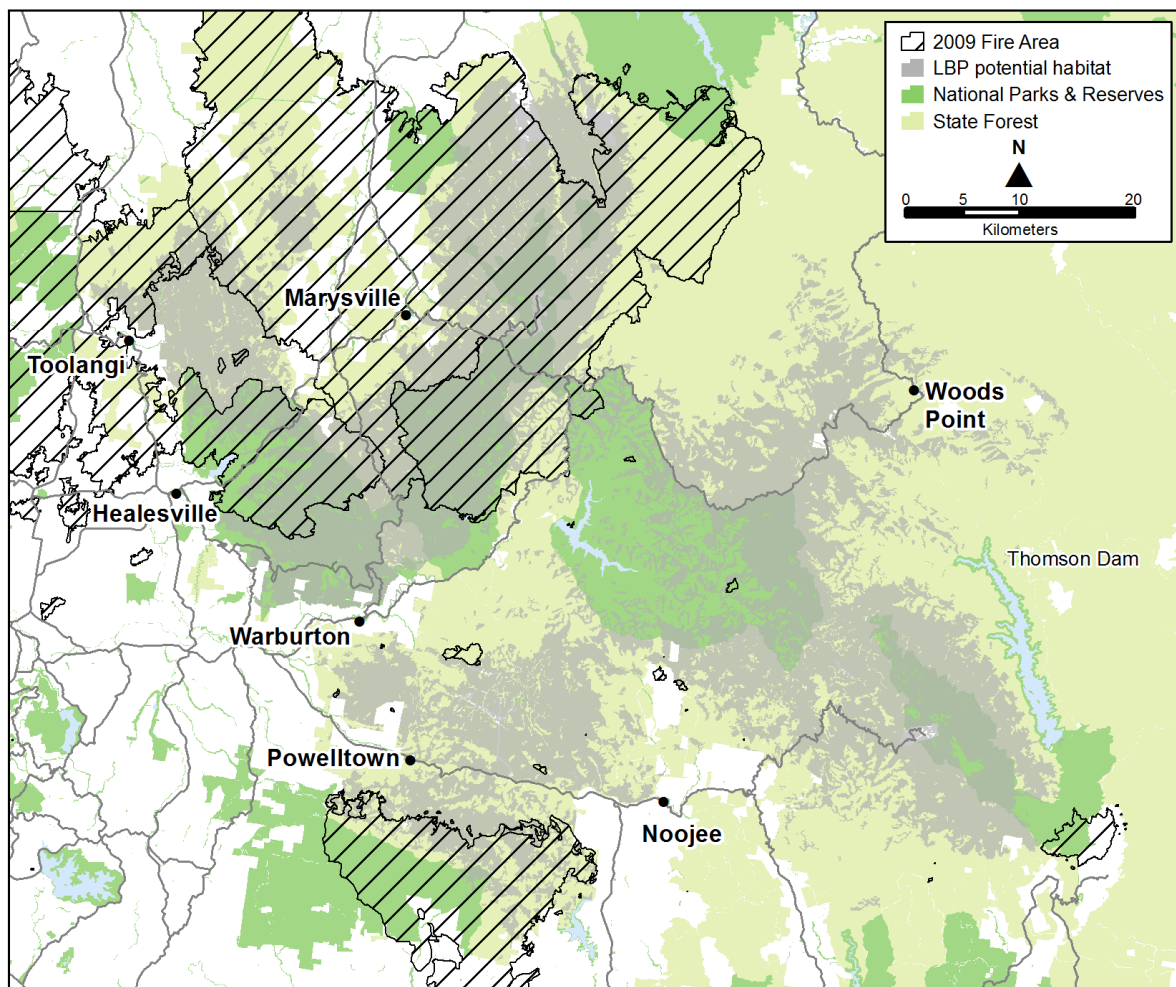 2009 Fire Area
LBP potential habitat
National Parks & Reserves
State Forest
N
0 5 10 20
Kilometers
Marysville
Toolangi
Woods
Point
Healesville
Thomson Dam
Warburton
Powelltown
Noojee